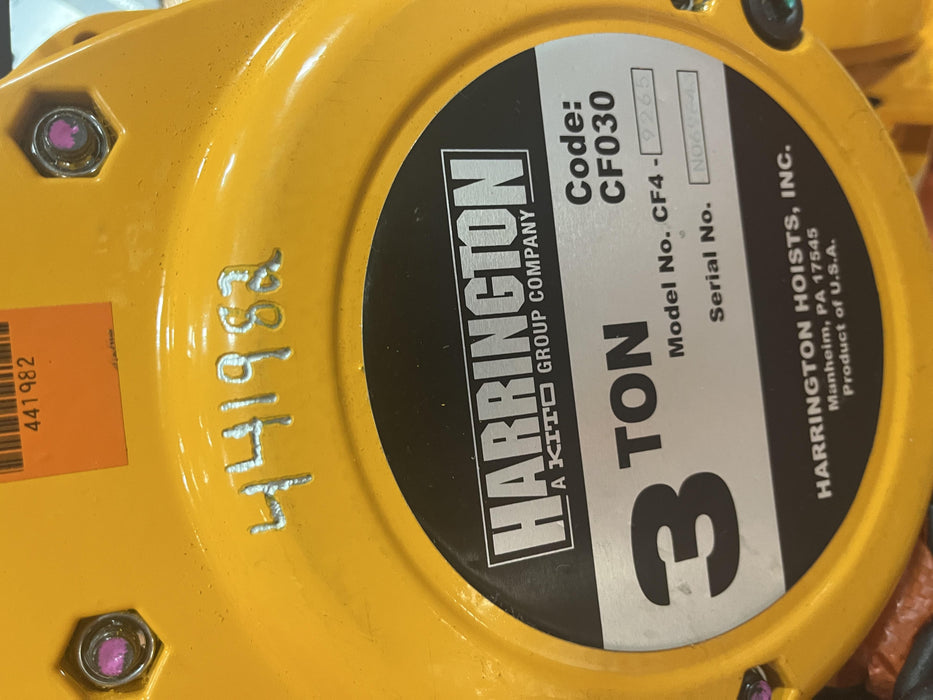 441982
441982
HARRINGTON
A KITO GROUP COMPANY
Code:
CF030
3 TON
Model No. CF4 - 9265
Serial No.
HARRINGTON HOISTS, INC.
Manheim, PA 17545
Product of U.S.A.